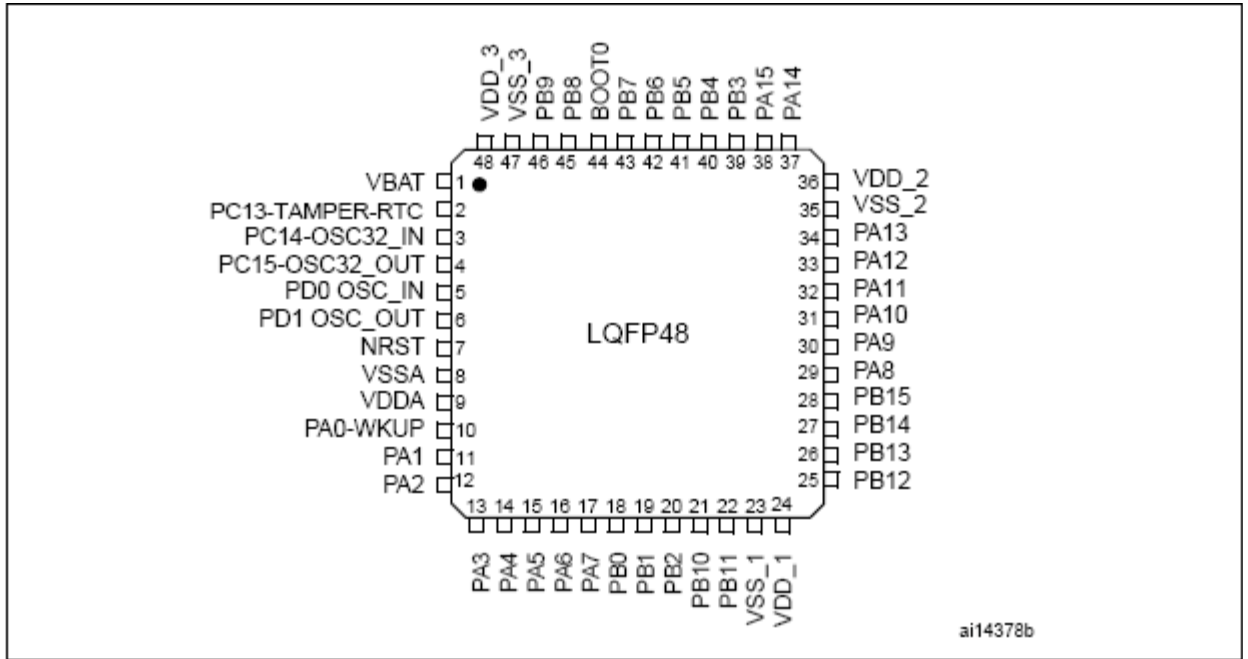 VDD_3
VSS_3
PB9
PB8
BOOT0
PB7
PB6
PB5
PB4
PB3
PA15
PA14
48 47 46 45 44 43 42 41 40 39 38 37
VBAT 1
PC13-TAMPER-RTC 2
PC14-OSC32_IN 3
PC15-OSC32_OUT 4
PD0 OSC_IN 5
PD1 OSC_OUT 6
NRST 7
VSSA 8
VDDA 9
PA0-WKUP 10
PA1 11
PA2 12
LQFP48
36 VDD_2
35 VSS_2
34 PA13
33 PA12
32 PA11
31 PA10
30 PA9
29 PA8
28 PB15
27 PB14
26 PB13
25 PB12
13 14 15 16 17 18 19 20 21 22 23 24
PA3
PA4
PA5
PA6
PA7
PB0
PB1
PB2
PB10
PB11
VSS_1
VDD_1
ai14378b